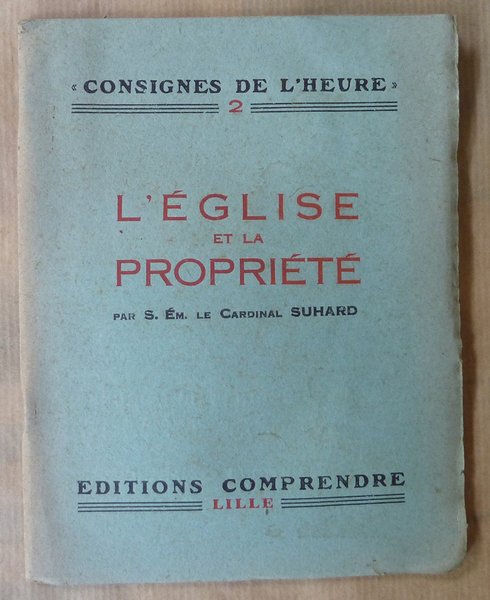 « CONSIGNES DE L'HEURE »
2
L'ÉGLISE
ET LA
PROPRIÉTÉ
PAR S. ÉM. LE CARDINAL SUHARD
EDITIONS COMPRENDRE
LILLE